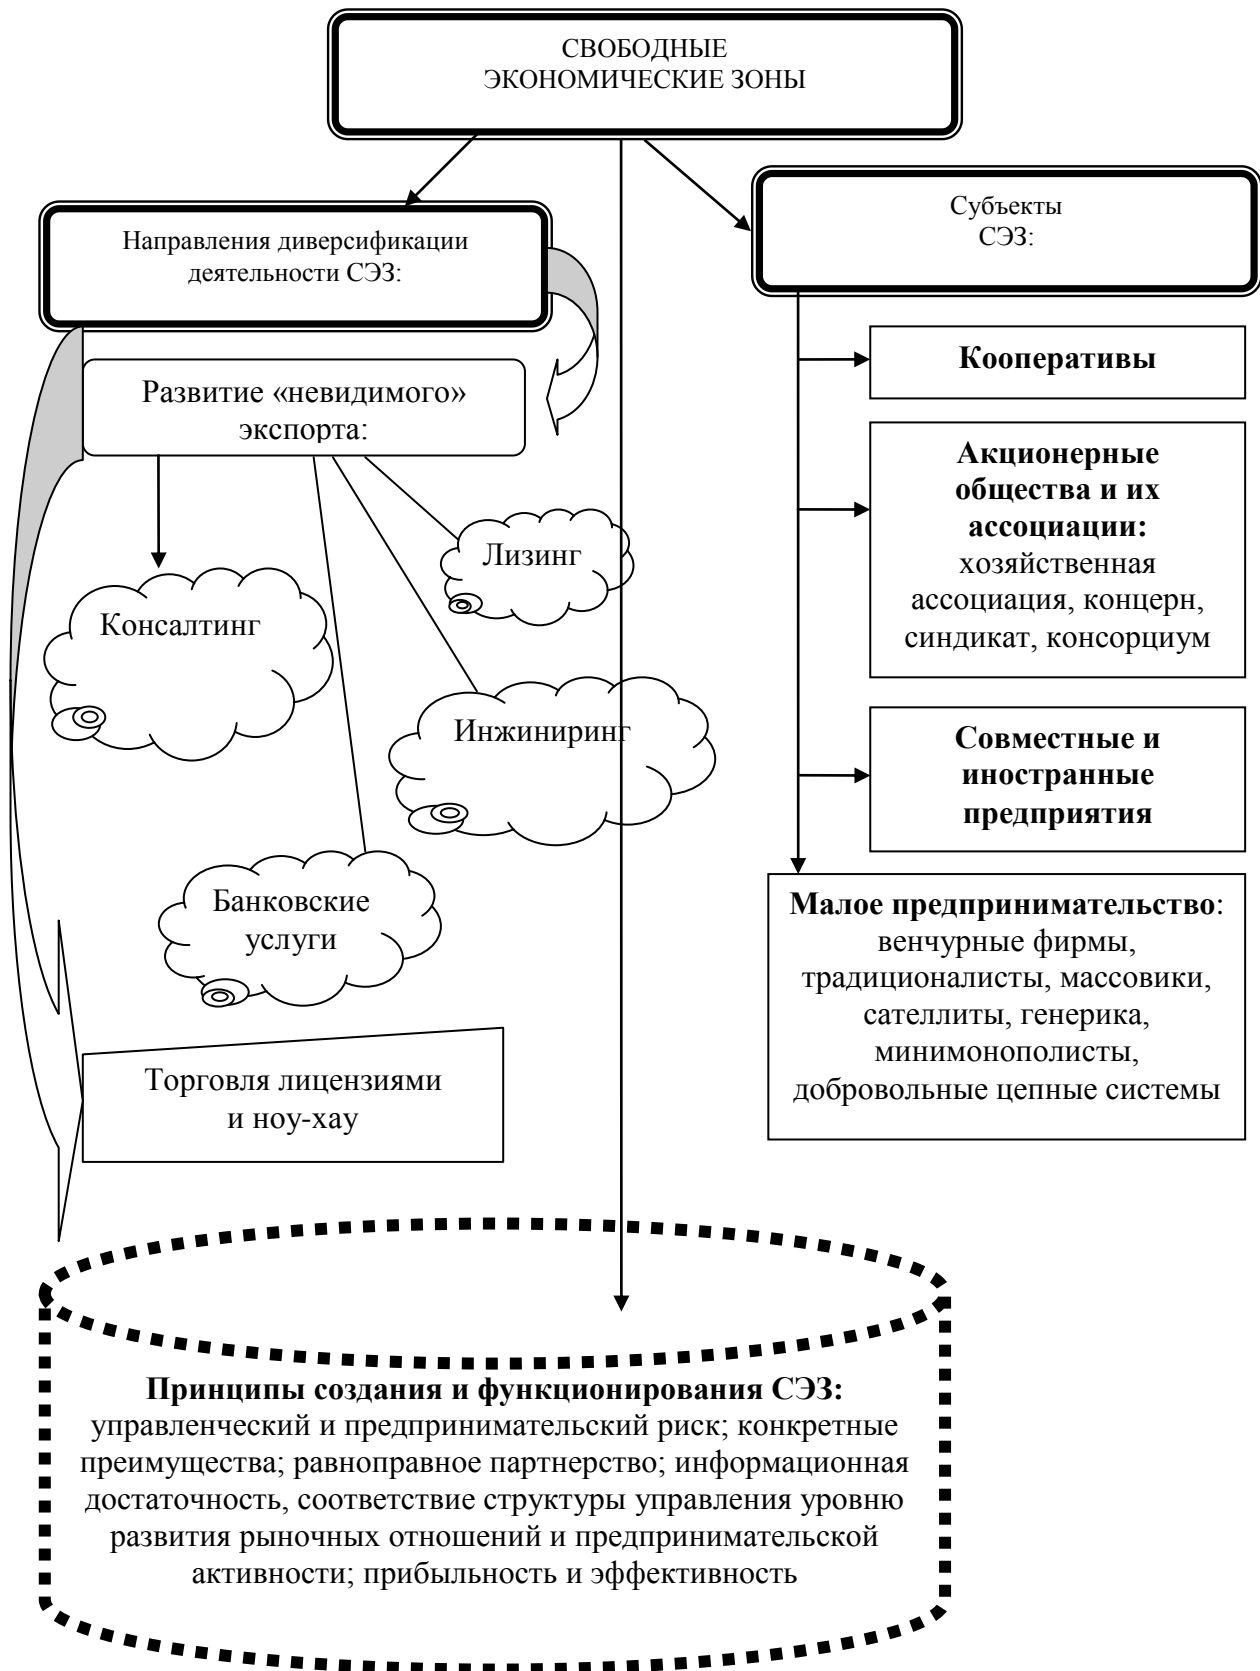 СВОБОДНЫЕ
ЭКОНОМИЧЕСКИЕ ЗОНЫ
Направления диверсификации
деятельности СЭЗ:
Развитие «невидимого»
экспорта:
Лизинг
Консалтинг
Инжиниринг
Банковские
услуги
Торговля лицензиями
и ноу-хау
Субъекты
СЭЗ:
Кооперативы
Акционерные
общества и их
ассоциации:
хозяйственная
ассоциация, концерн,
синдикат, консорциум
Совместные и
иностранные
предприятия
Малое предпринимательство:
венчурные фирмы,
традиционалисты, массовики,
сателлиты, генерика,
минимонополисты,
добровольные цепные системы
Принципы создания и функционирования СЭЗ:
управленческий и предпринимательский риск; конкретные
преимущества; равноправное партнерство; информационная
достаточность, соответствие структуры управления уровню
развития рыночных отношений и предпринимательской
активности; прибыльность и эффективность